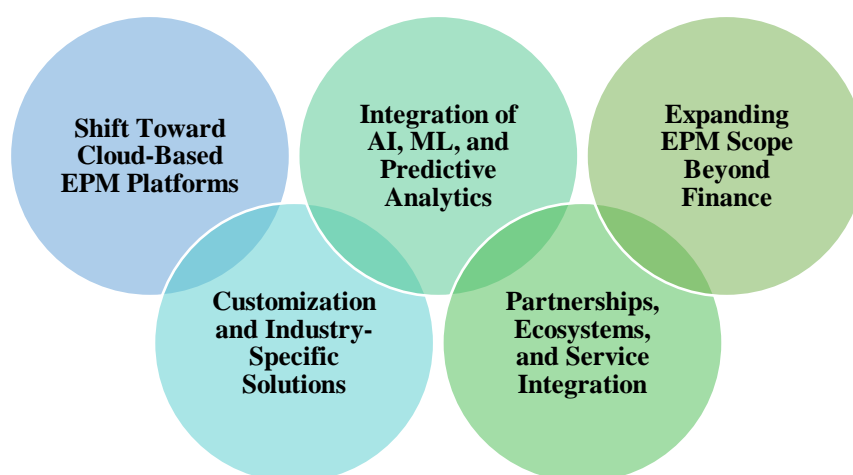 Shift Toward
Cloud-Based
EPM Platforms
Integration of
AI, ML, and
Predictive
Analytics
Expanding
EPM Scope
Beyond
Finance
Customization
and Industry-
Specific
Solutions
Partnerships,
Ecosystems,
and Service
Integration